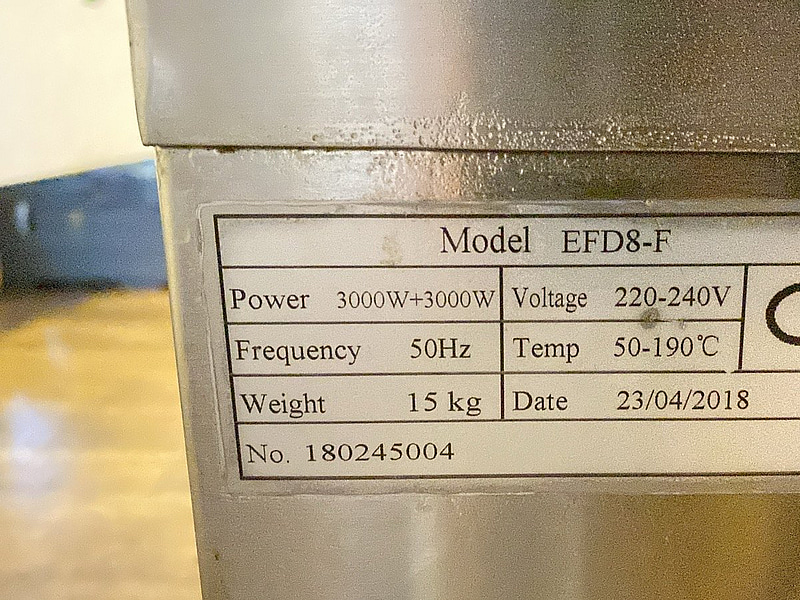 Model EFD8-F
Power 3000W+3000W Voltage 220-240V
Frequency 50Hz Temp 50-190℃
Weight 15 kg Date 23/04/2018
No. 180245004